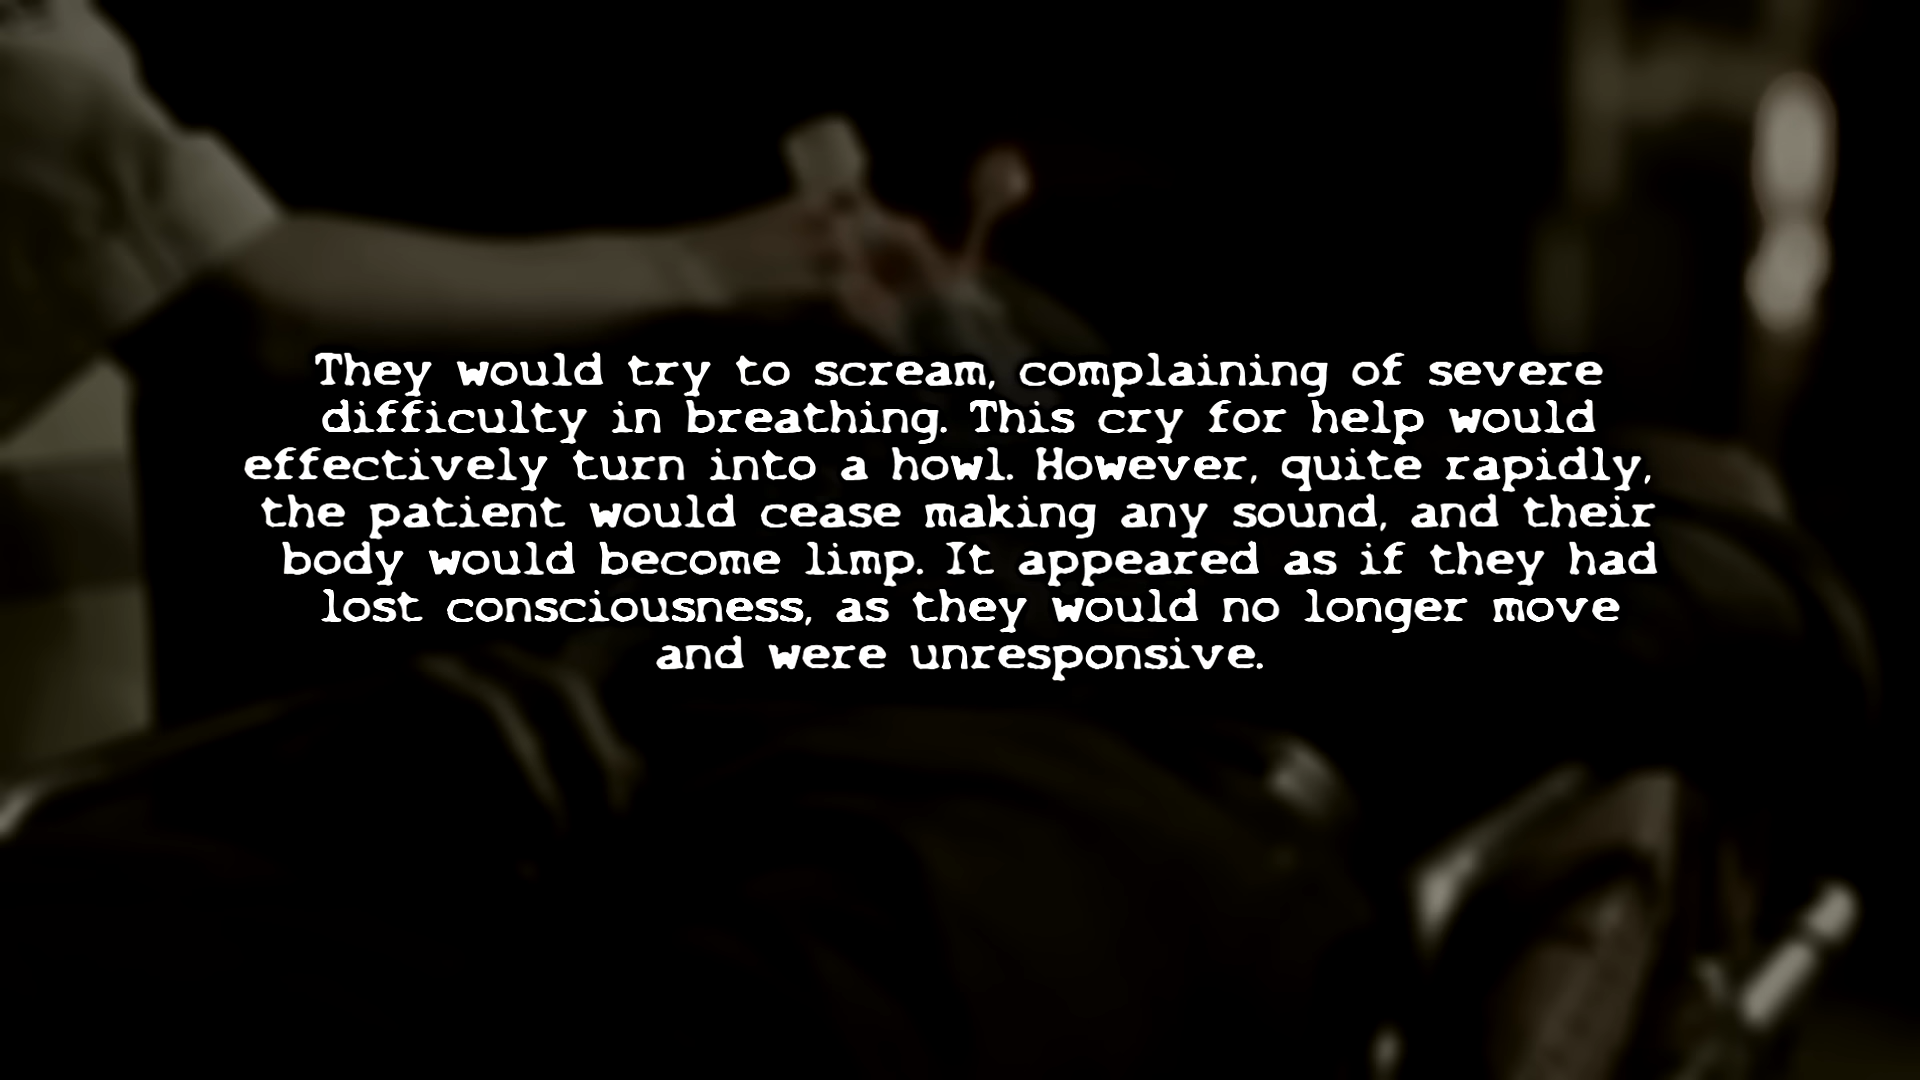 They would try to scream, complaining of severe
difficulty in breathing. This cry for help would
effectively turn into a howl. However, quite rapidly,
the patient would cease making any sound, and their
body would become limp. It appeared as if they had
lost consciousness, as they would no longer move
and were unresponsive.